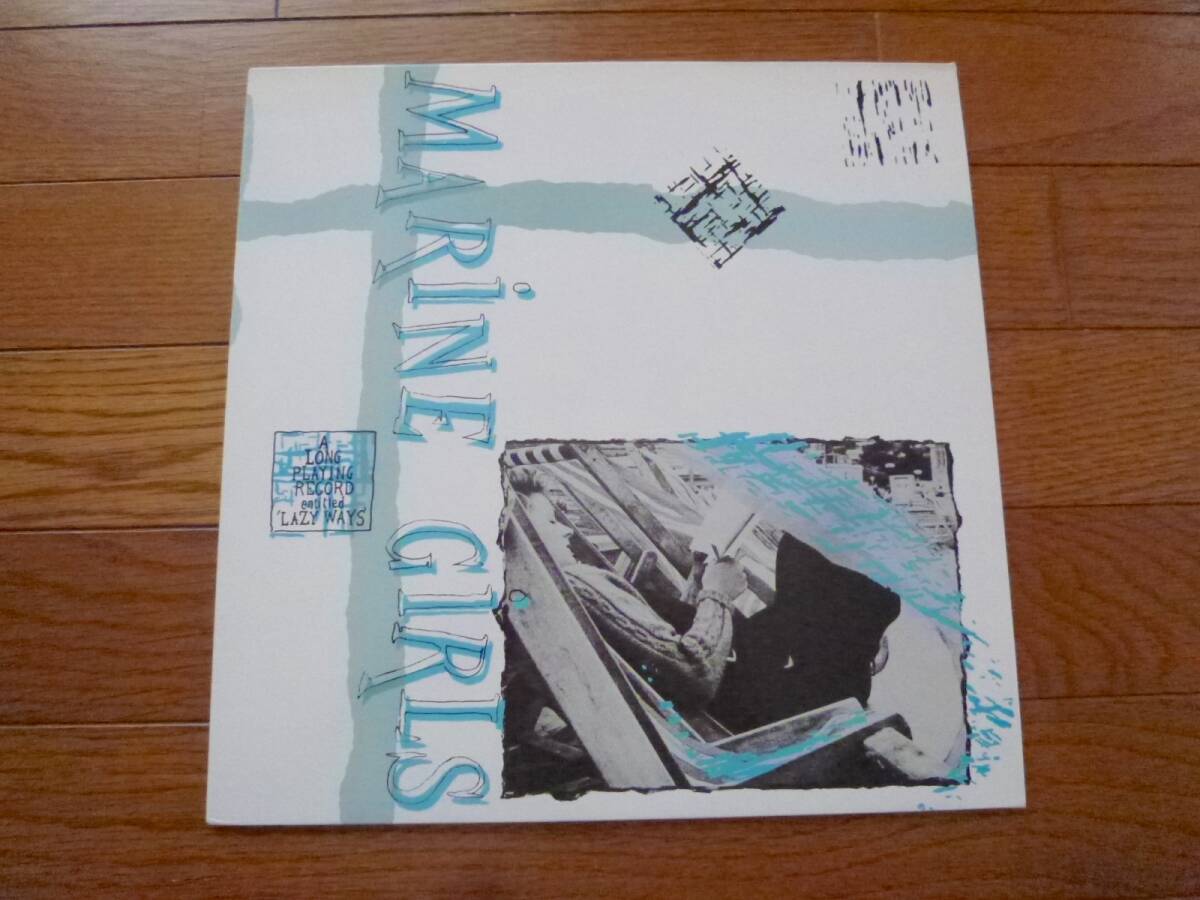 MARiNE GIRLS
A
LONG
PLAYING
RECORD
entitled
'LAZY WAYS'